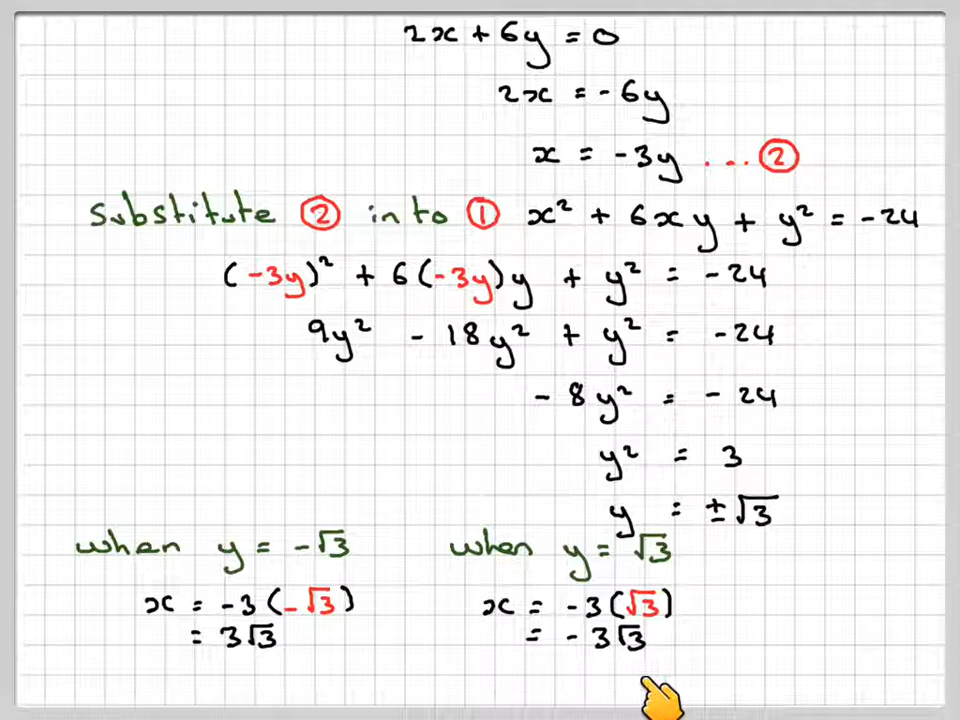 2x + 6y = 0
2x = -6y
x = -3y ... ②
Substitute ② into ① x² + 6xy + y² = -24
(-3y)² + 6(-3y)y + y² = -24
9y² - 18y² + y² = -24
-8y² = -24
y² = 3
y = ±√3
when y = -√3 when y = √3
x = -3(-√3) x = -3(√3)
= 3√3 = -3√3